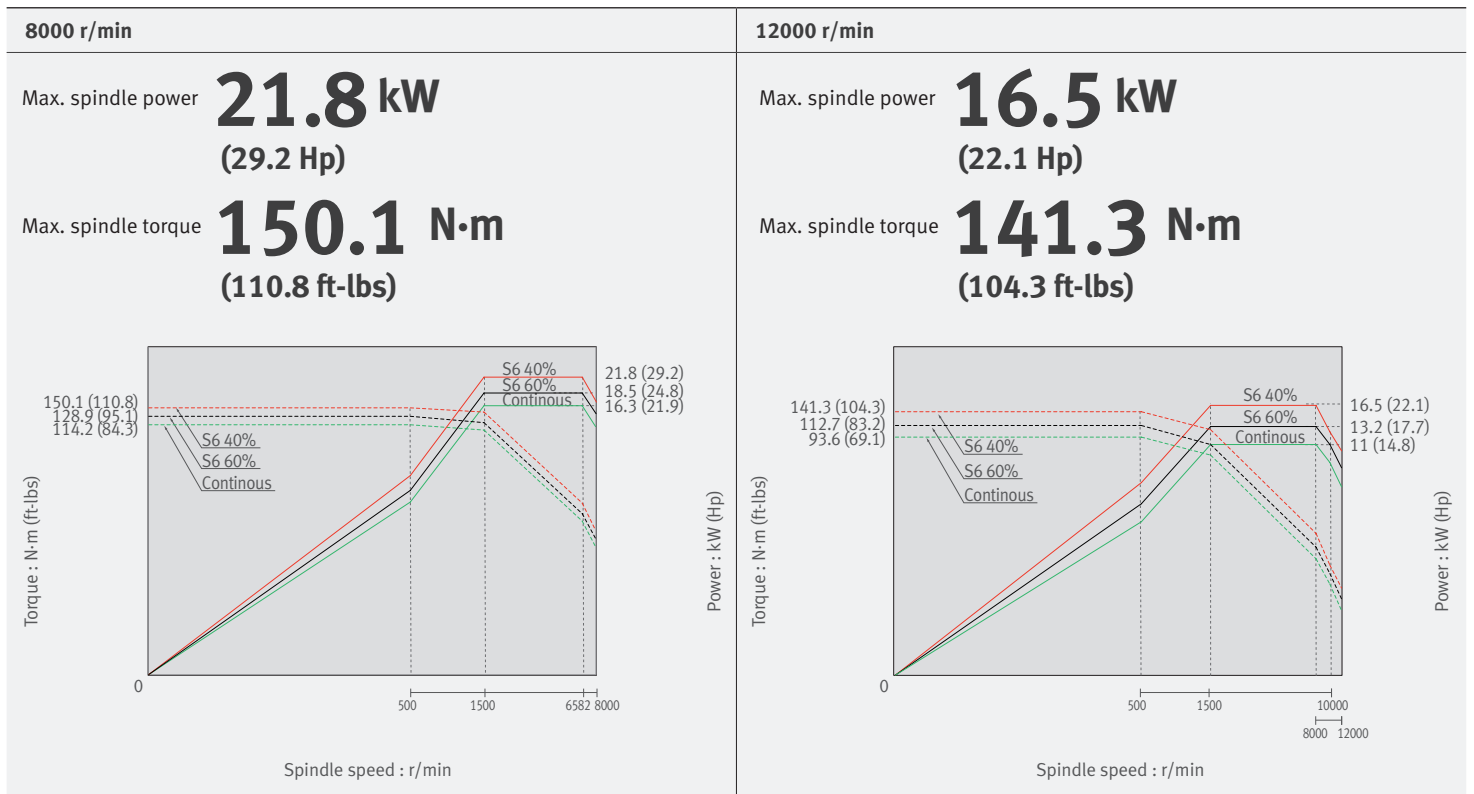 8000 r/min
Max. spindle power 21.8 kW
(29.2 Hp)
Max. spindle torque 150.1 N·m
(110.8 ft-lbs)
S6 40%
S6 60%
Continous
21.8 (29.2)
18.5 (24.8)
16.3 (21.9)
150.1 (110.8)
128.9 (95.1)
114.2 (84.3)
S6 40%
S6 60%
Continous
Torque : N·m (ft-lbs)
Power : kW (Hp)
0
500 1500 6582 8000
Spindle speed : r/min
12000 r/min
Max. spindle power 16.5 kW
(22.1 Hp)
Max. spindle torque 141.3 N·m
(104.3 ft-lbs)
S6 40%
S6 60%
Continous
16.5 (22.1)
13.2 (17.7)
11 (14.8)
141.3 (104.3)
112.7 (83.2)
93.6 (69.1)
S6 40%
S6 60%
Continous
Torque : N·m (ft-lbs)
Power : kW (Hp)
0
500 1500 10000
8000 12000
Spindle speed : r/min